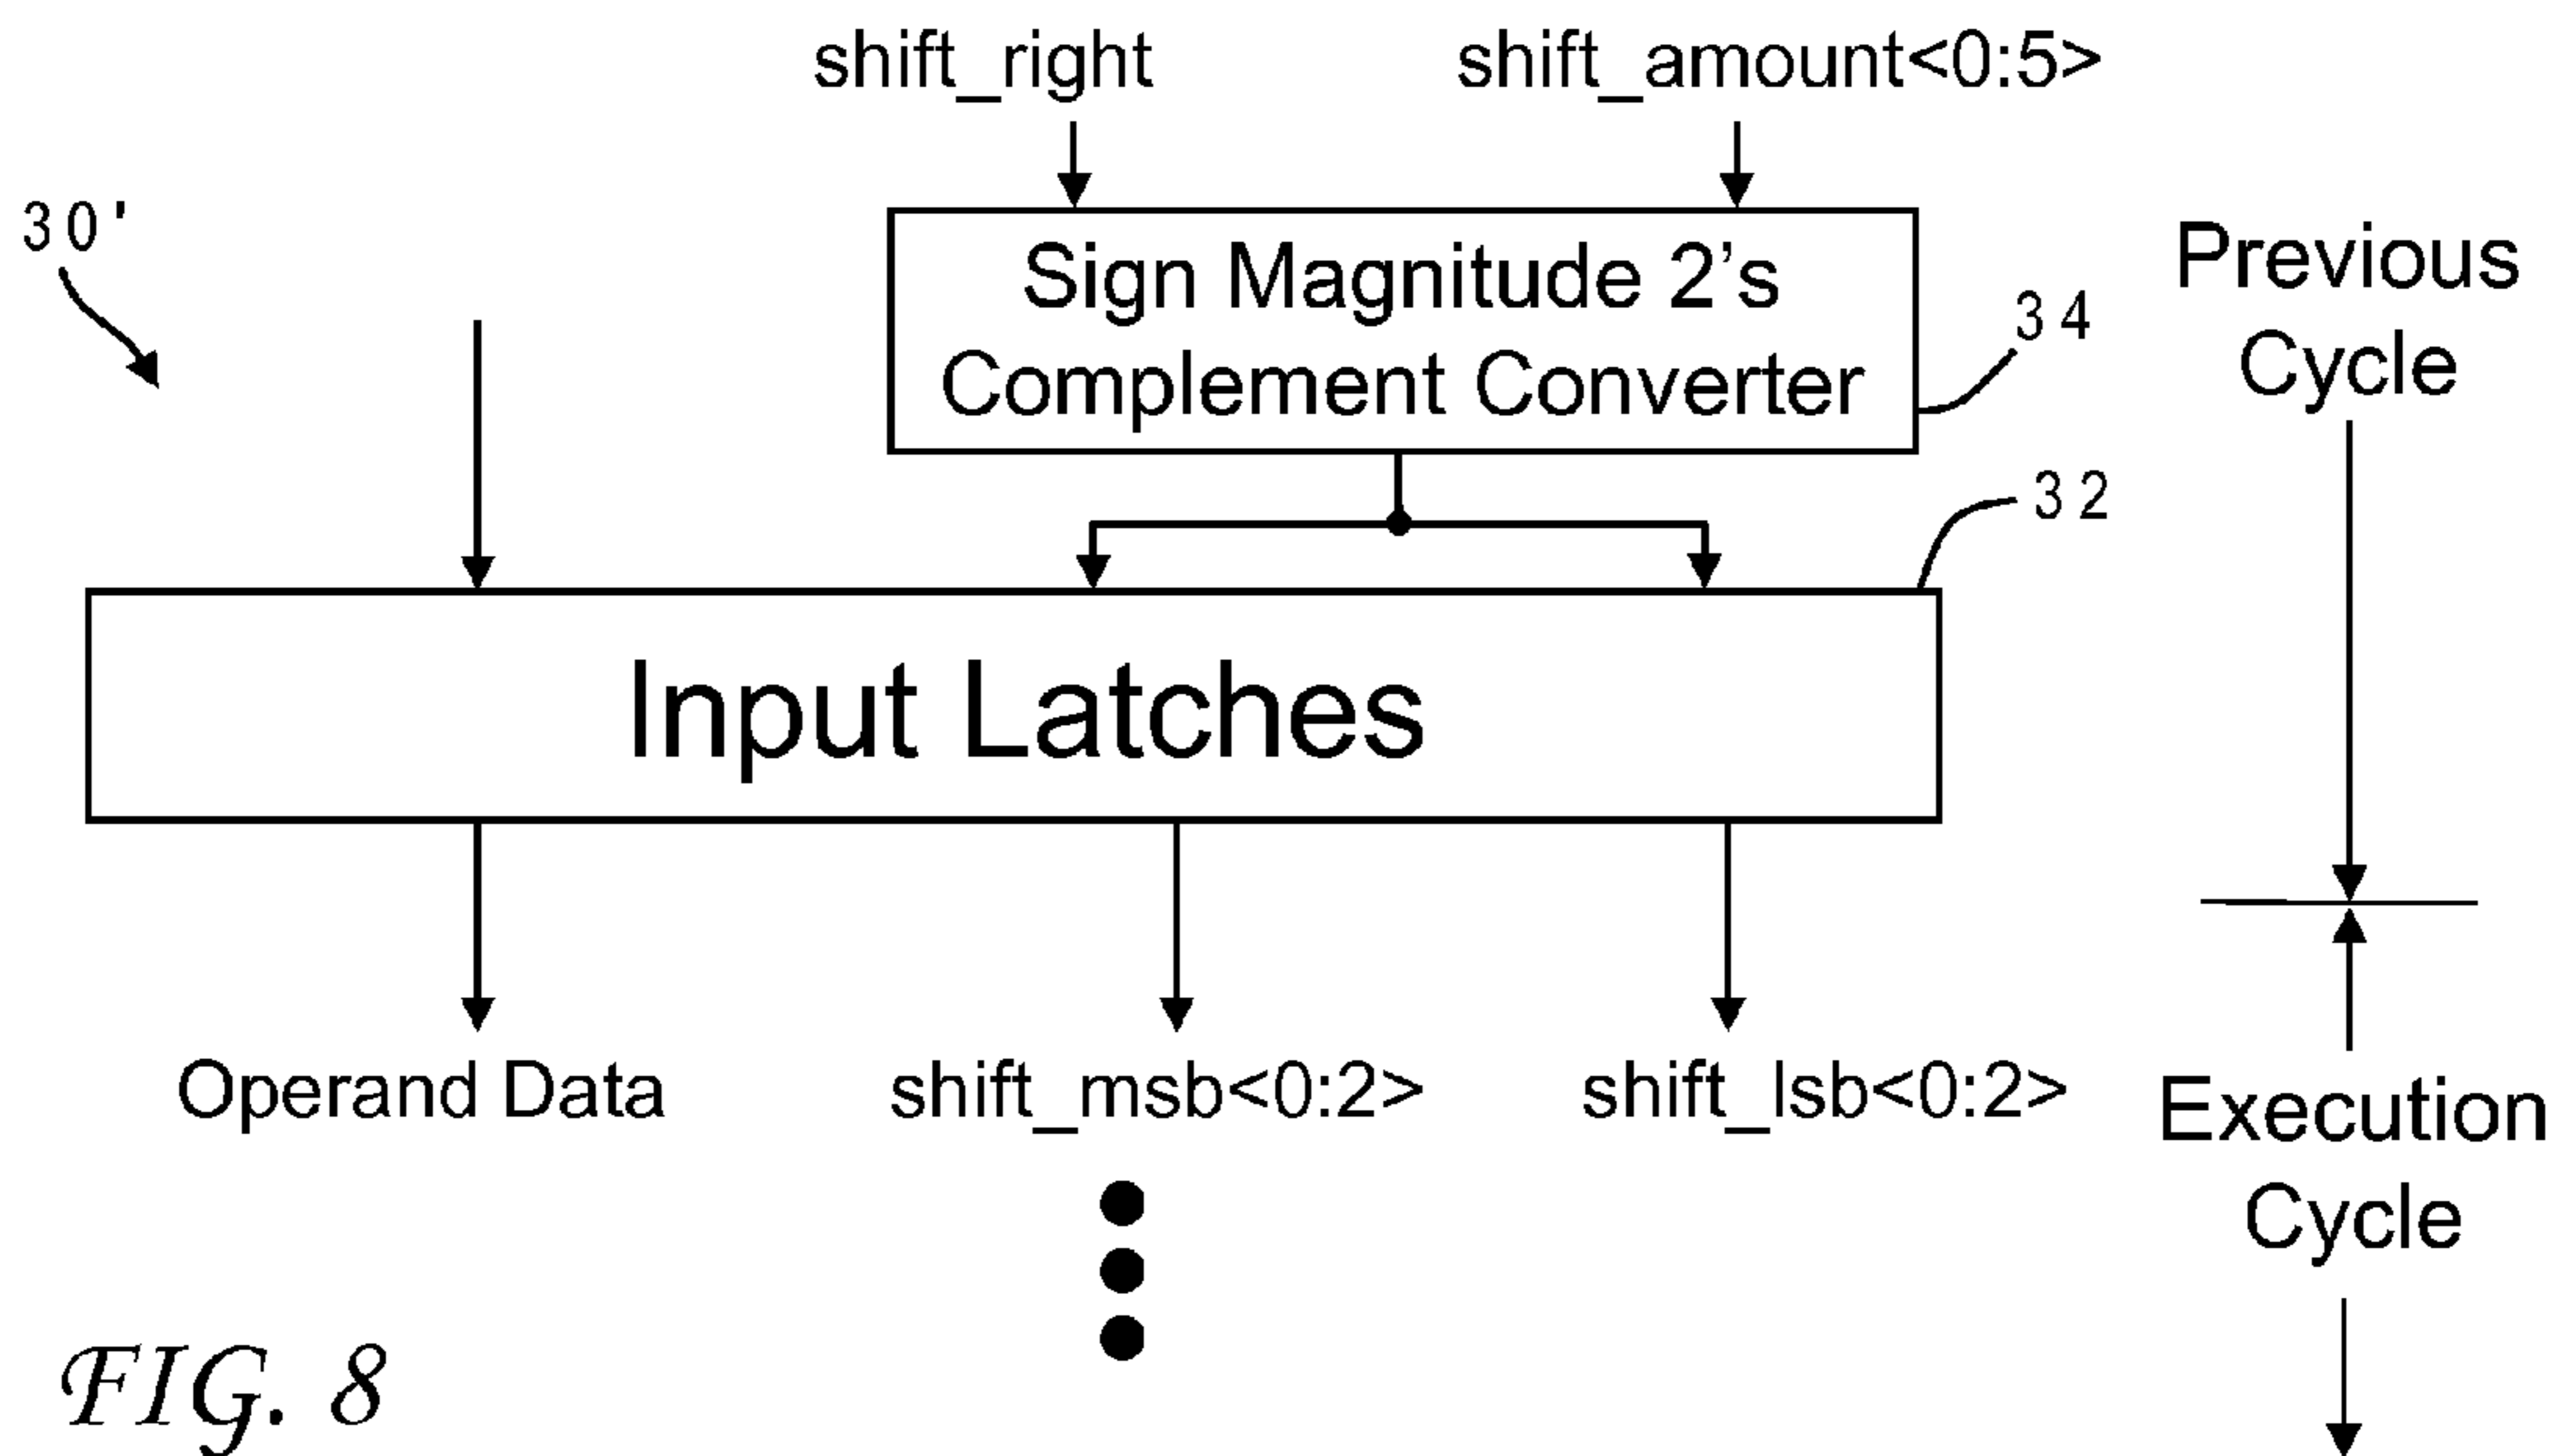 shift_right
shift_amount<0:5>
30'
Sign Magnitude 2's
Complement Converter
34
Previous
Cycle
32
Input Latches
Operand Data
shift_msb<0:2>
shift_lsb<0:2>
Execution
Cycle
FIG. 8